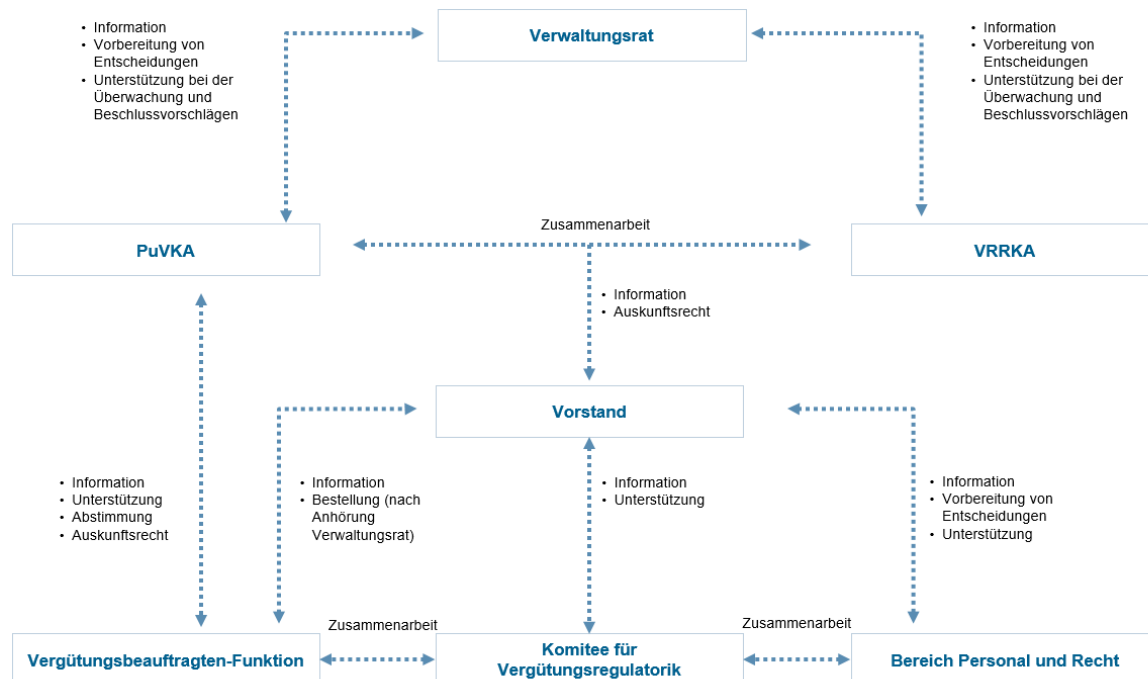 • Information
• Vorbereitung von
Entscheidungen
• Unterstützung bei der
Überwachung und
Beschlussvorschlägen
Verwaltungsrat
• Information
• Vorbereitung von
Entscheidungen
• Unterstützung bei der
Überwachung und
Beschlussvorschlägen
PuVKA
Zusammenarbeit
VRRKA
• Information
• Auskunftsrecht
Vorstand
• Information
• Unterstützung
• Abstimmung
• Auskunftsrecht
• Information
• Bestellung (nach
Anhörung
Verwaltungsrat)
• Information
• Unterstützung
• Information
• Vorbereitung von
Entscheidungen
• Unterstützung
Vergütungsbeauftragten-Funktion
Zusammenarbeit
Komitee für
Vergütungsregulatorik
Zusammenarbeit
Bereich Personal und Recht